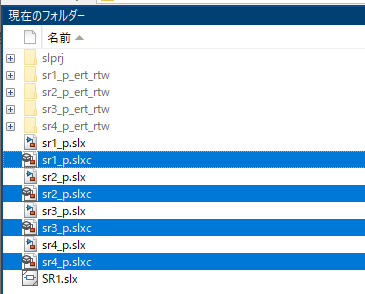 現在のフォルダー
名前
slprj
sr1_p_ert_rtw
sr2_p_ert_rtw
sr3_p_ert_rtw
sr4_p_ert_rtw
sr1_p.slx
sr1_p.slxc
sr2_p.slx
sr2_p.slxc
sr3_p.slx
sr3_p.slxc
sr4_p.slx
sr4_p.slxc
SR1.slx